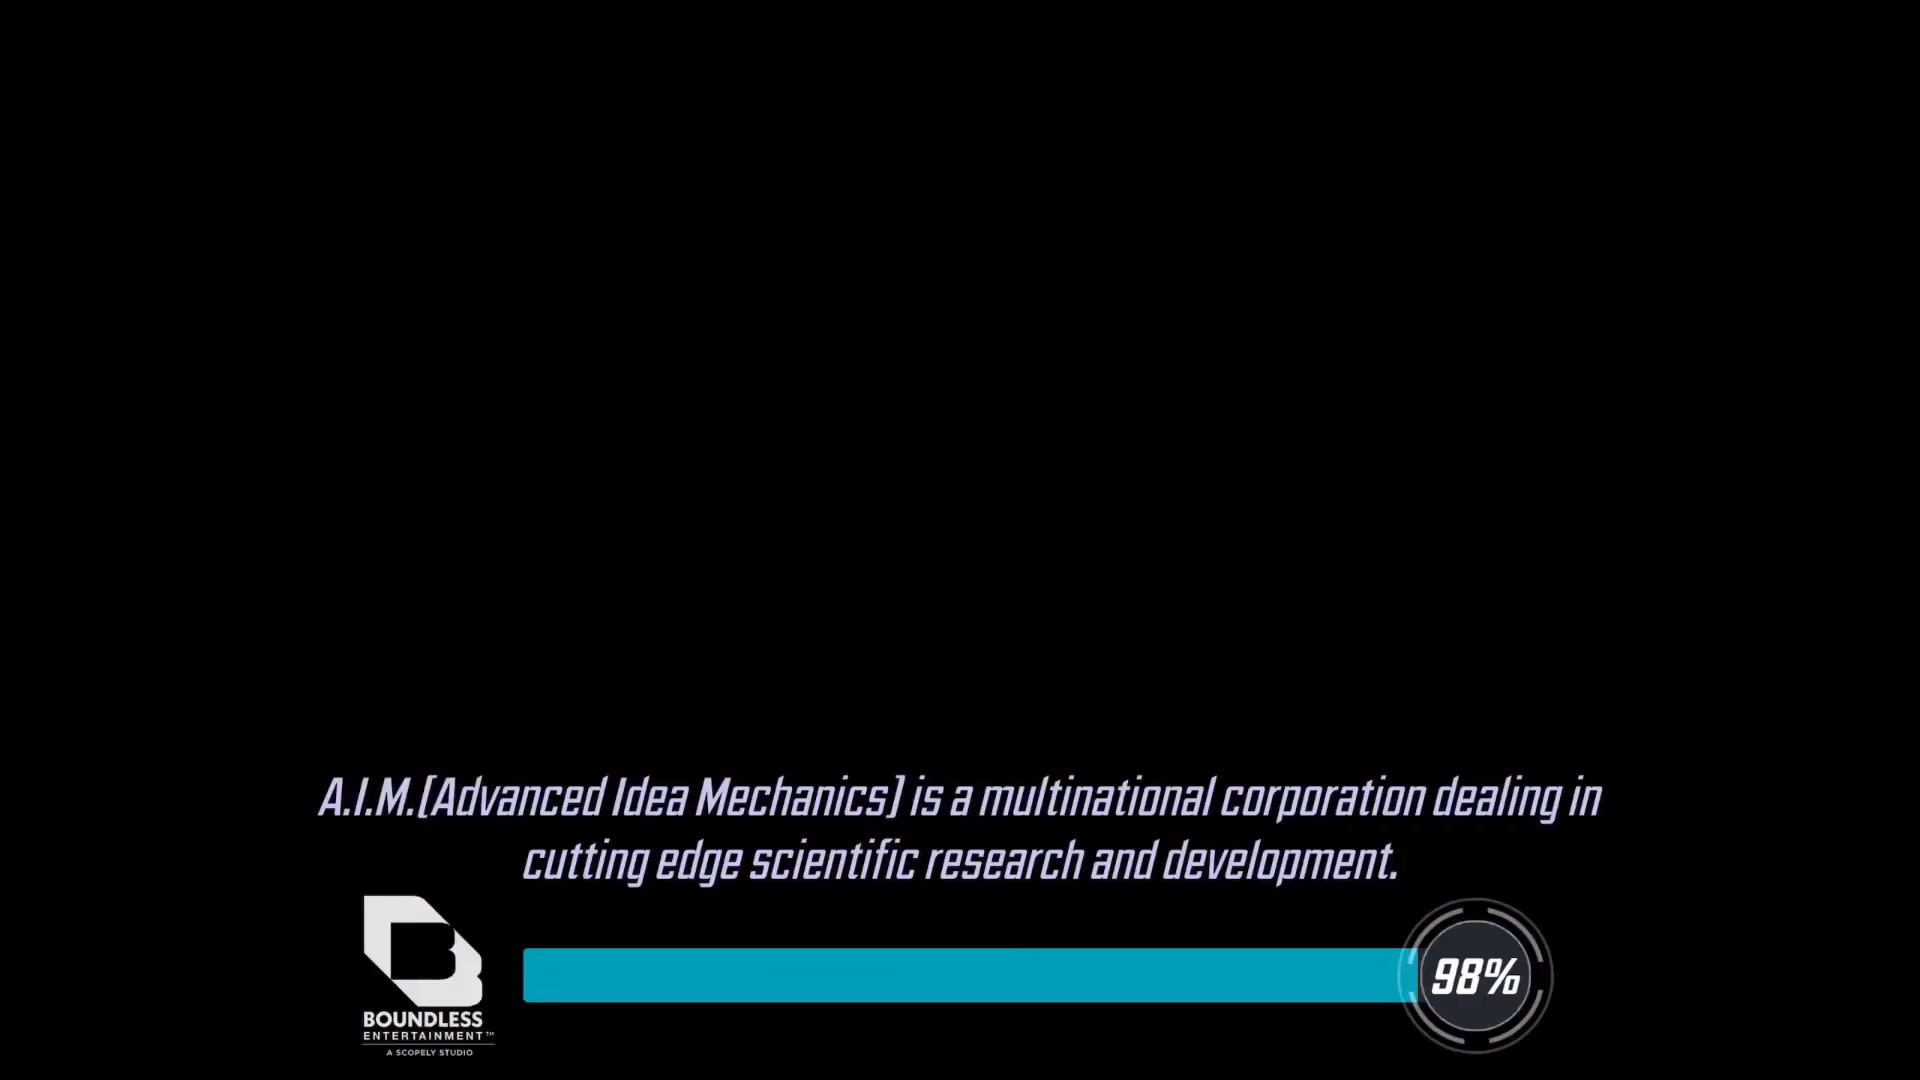 A.I.M.(Advanced Idea Mechanics) is a multinational corporation dealing in
cutting edge scientific research and development.
98%
BOUNDLESS
ENTERTAINMENT™
A SCOPELY STUDIO